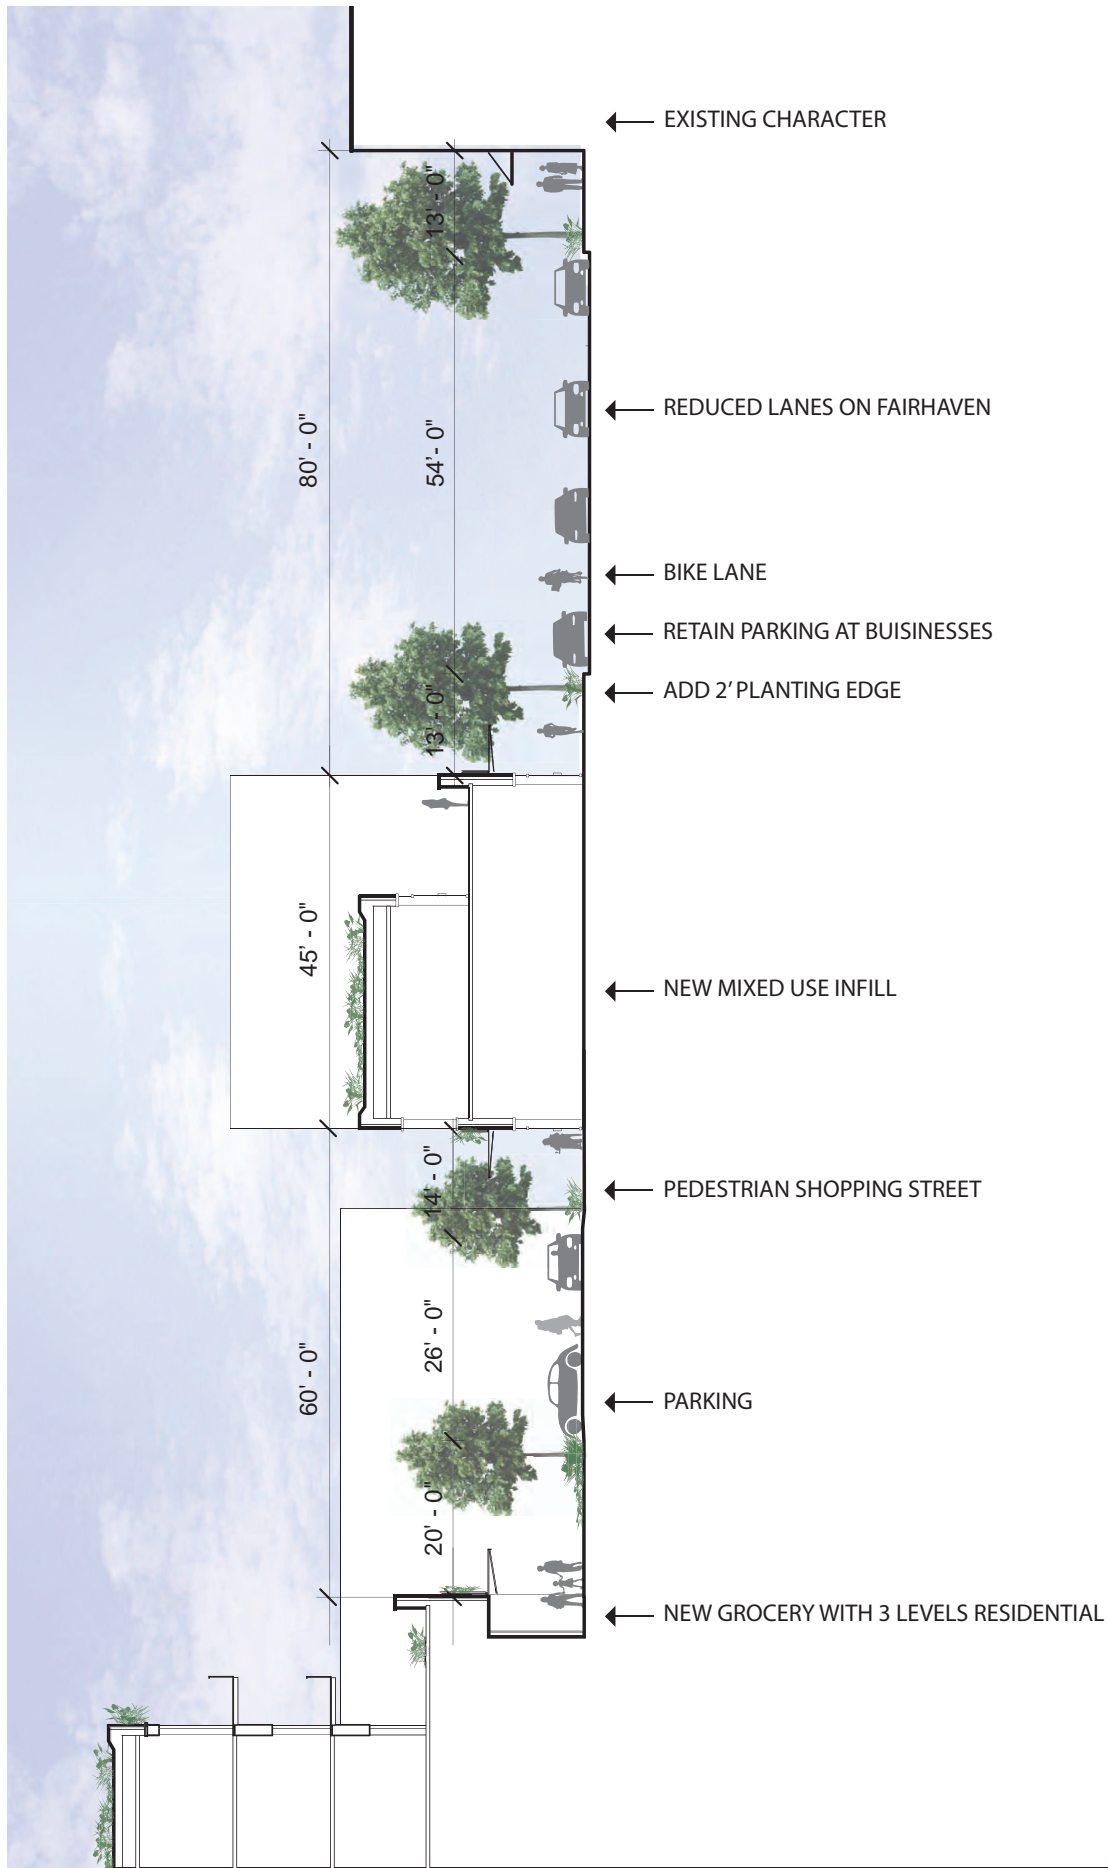 EXISTING CHARACTER
13' - 0"
80' - 0"
54' - 0"
REDUCED LANES ON FAIRHAVEN
BIKE LANE
RETAIN PARKING AT BUISINESSES
ADD 2' PLANTING EDGE
13' - 0"
45' - 0"
NEW MIXED USE INFILL
14' - 0"
PEDESTRIAN SHOPPING STREET
26' - 0"
60' - 0"
PARKING
20' - 0"
NEW GROCERY WITH 3 LEVELS RESIDENTIAL